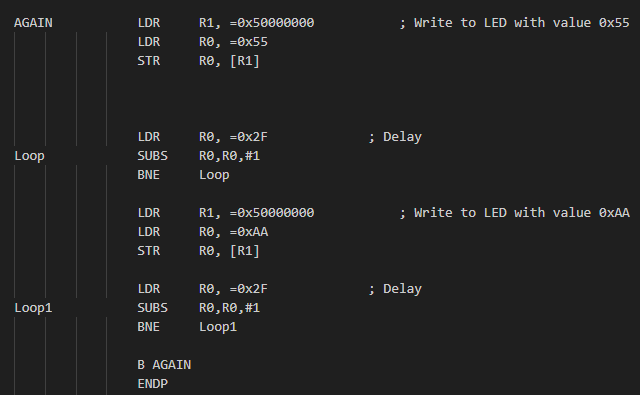 AGAIN LDR R1, =0x50000000 ; Write to LED with value 0x55
LDR R0, =0x55
STR R0, [R1]
LDR R0, =0x2F ; Delay
Loop SUBS R0,R0,#1
BNE Loop
LDR R1, =0x50000000 ; Write to LED with value 0xAA
LDR R0, =0xAA
STR R0, [R1]
LDR R0, =0x2F ; Delay
Loop1 SUBS R0,R0,#1
BNE Loop1
B AGAIN
ENDP